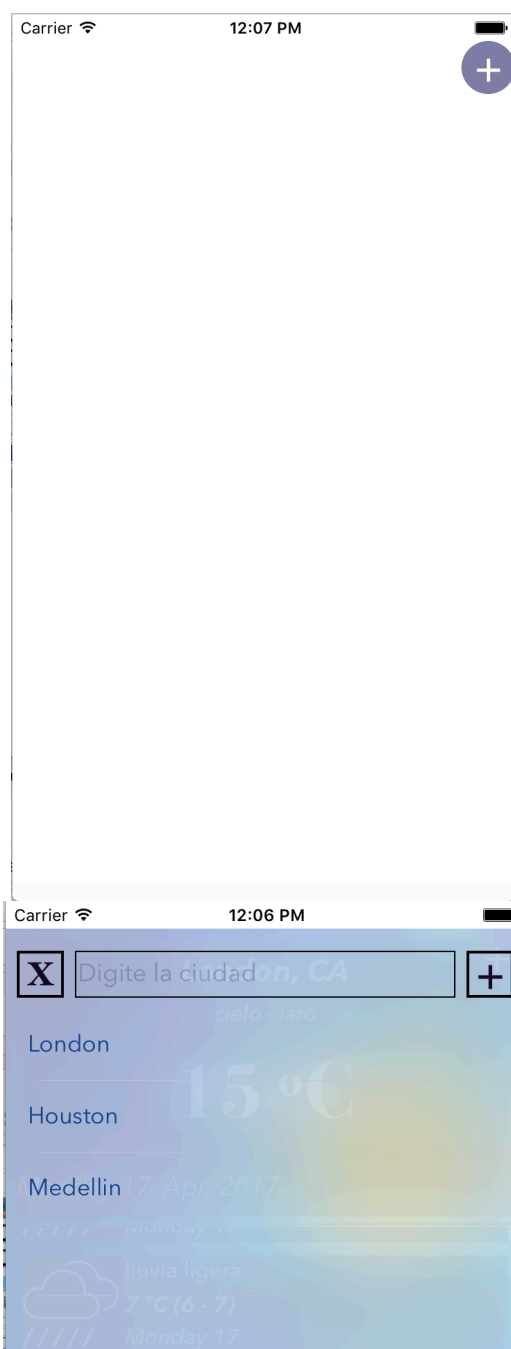 Carrier 12:07 PM
+
Carrier 12:06 PM
X Digite la ciudad +
London, CA
cielo claro
London
15 °C
Houston
Medellin
17, Apr, 2017
Monday 17
lluvia ligera
7 °C (6 - 7)
Monday 17